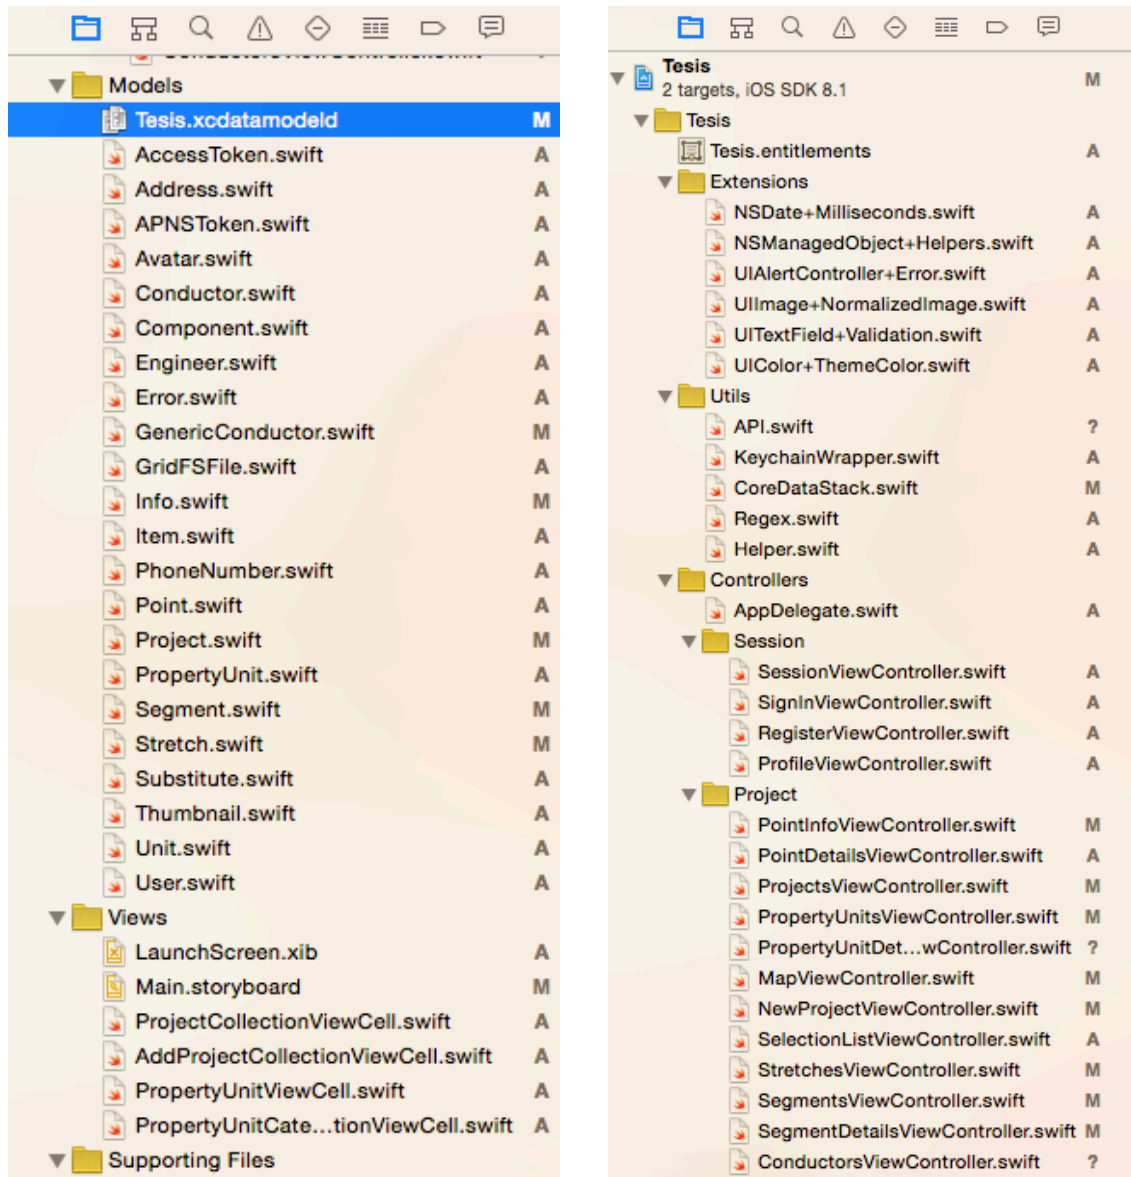 Models
Tesis.xcdatamodeld M
AccessToken.swift A
Address.swift A
APNSToken.swift A
Avatar.swift A
Conductor.swift A
Component.swift A
Engineer.swift A
Error.swift A
GenericConductor.swift M
GridFSFile.swift A
Info.swift M
Item.swift A
PhoneNumber.swift A
Point.swift A
Project.swift M
PropertyUnit.swift A
Segment.swift M
Stretch.swift M
Substitute.swift A
Thumbnail.swift A
Unit.swift A
User.swift A
Views
LaunchScreen.xib A
Main.storyboard M
ProjectCollectionViewCell.swift A
AddProjectCollectionViewCell.swift A
PropertyUnitViewCell.swift A
PropertyUnitCate...tionViewCell.swift A
Supporting Files
Tesis M
2 targets, iOS SDK 8.1
Tesis
Tesis.entitlements A
Extensions
NSDate+Milliseconds.swift A
NSManagedObject+Helpers.swift A
UIAlertController+Error.swift A
UIImage+NormalizedImage.swift A
UITextField+Validation.swift A
UIColor+ThemeColor.swift A
Utils
API.swift ?
KeychainWrapper.swift A
CoreDataStack.swift M
Regex.swift A
Helper.swift A
Controllers
AppDelegate.swift A
Session
SessionViewController.swift A
SignInViewController.swift A
RegisterViewController.swift A
ProfileViewController.swift A
Project
PointInfoViewController.swift M
PointDetailsViewController.swift A
ProjectsViewController.swift M
PropertyUnitsViewController.swift M
PropertyUnitDet...wController.swift ?
MapViewController.swift M
NewProjectViewController.swift M
SelectionListViewController.swift A
StretchesViewController.swift M
SegmentsViewController.swift M
SegmentDetailsViewController.swift M
ConductorsViewController.swift ?